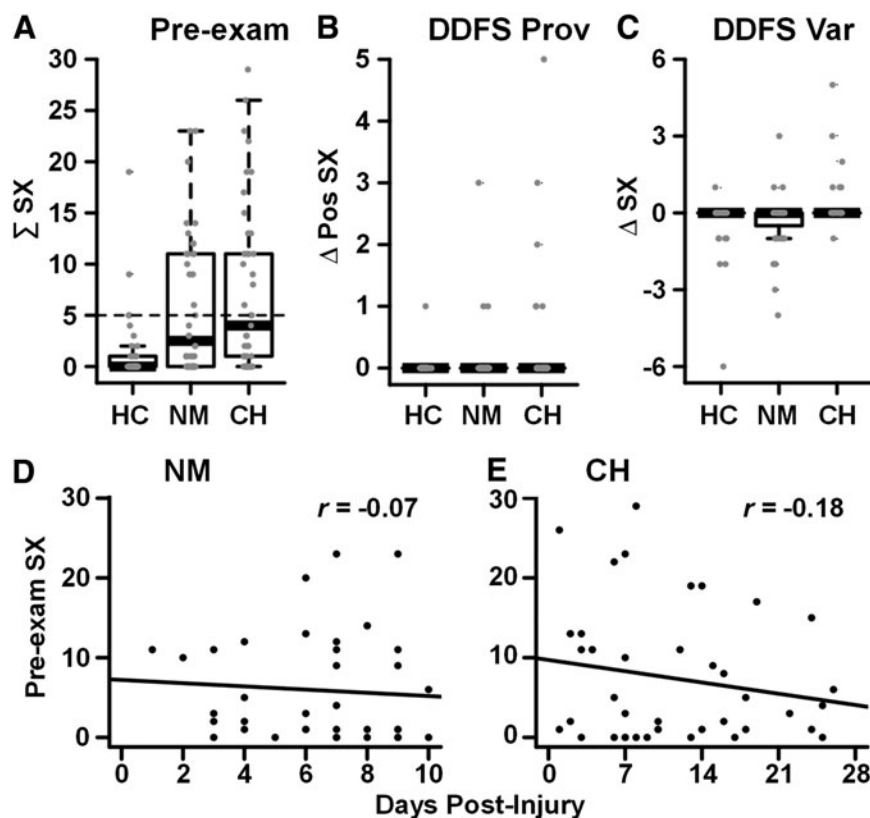 A Pre-exam
B DDFS Prov
C DDFS Var
Σ SX
30
25
20
15
10
5
0
HC NM CH
Δ Pos SX
5
4
3
2
1
0
HC NM CH
Δ SX
6
3
0
-3
-6
HC NM CH
D NM
r = -0.07
E CH
r = -0.18
Pre-exam SX
30
20
10
0
0 2 4 6 8 10
30
20
10
0
0 7 14 21 28
Days Post-Injury